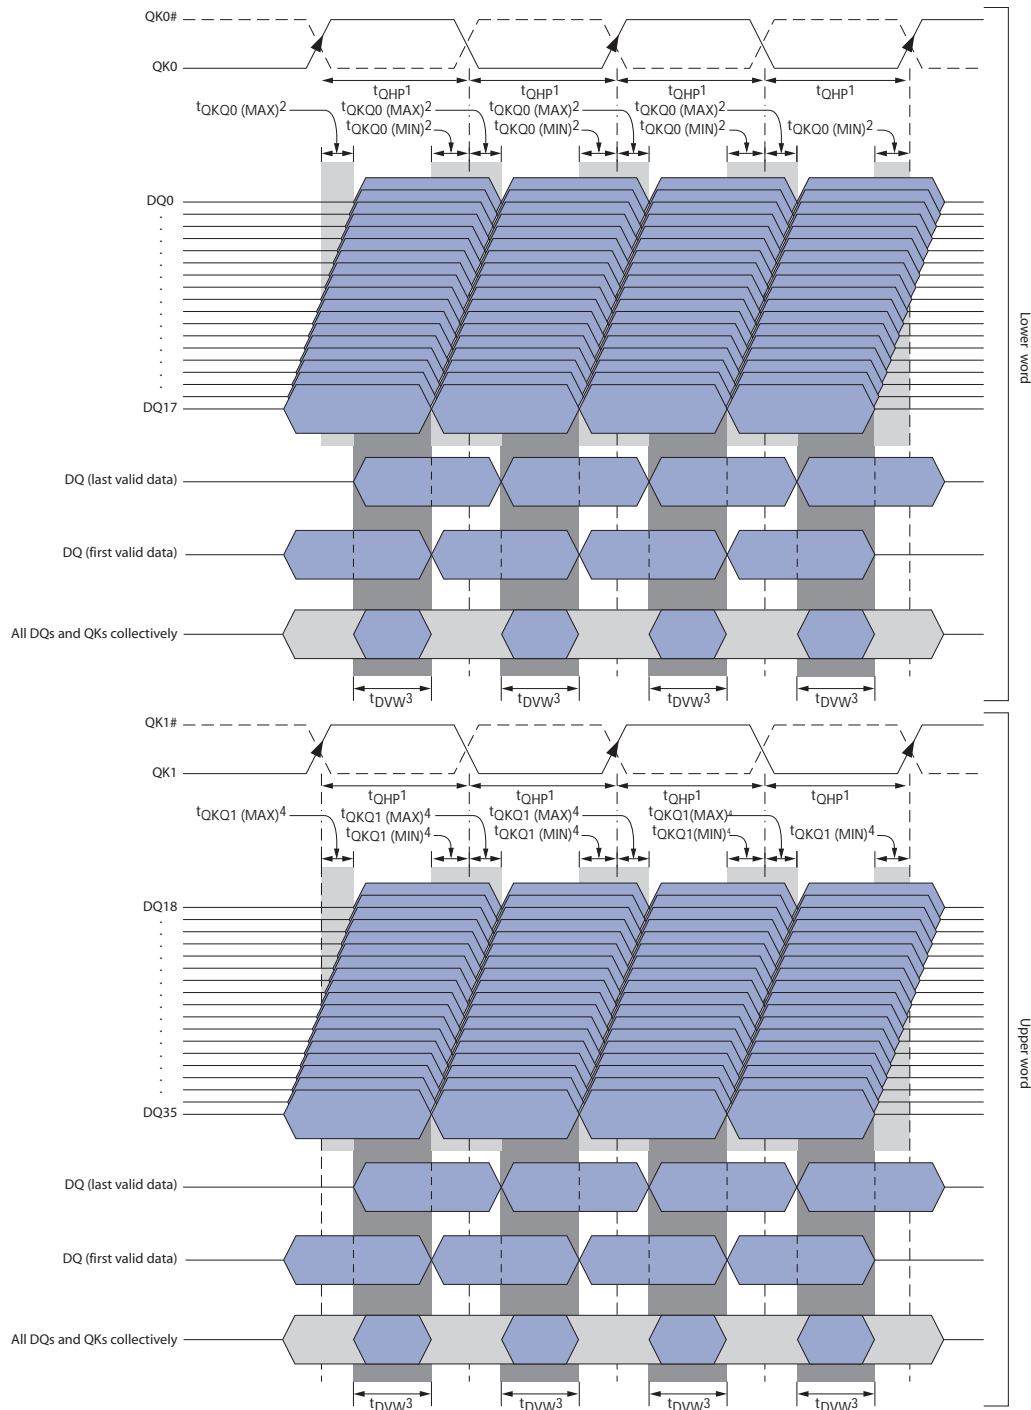 QK0#
QK0
tQHP1 tQHP1 tQHP1 tQHP1
tQKQ0 (MAX)2 tQKQ0 (MAX)2 tQKQ0 (MAX)2 tQKQ0 (MAX)2
tQKQ0 (MIN)2 tQKQ0 (MIN)2 tQKQ0 (MIN)2 tQKQ0 (MIN)2
DQ0
DQ17
DQ (last valid data)
DQ (first valid data)
All DQs and QKs collectively
tDVW3 tDVW3 tDVW3 tDVW3
Lower word
QK1#
QK1
tQHP1 tQHP1 tQHP1 tQHP1
tQKQ1 (MAX)4 tQKQ1 (MAX)4 tQKQ1 (MAX)4 tQKQ1(MAX)4
tQKQ1 (MIN)4 tQKQ1 (MIN)4 tQKQ1(MIN)4 tQKQ1 (MIN)4
DQ18
DQ35
DQ (last valid data)
DQ (first valid data)
All DQs and QKs collectively
tDVW3 tDVW3 tDVW3 tDVW3
Upper word